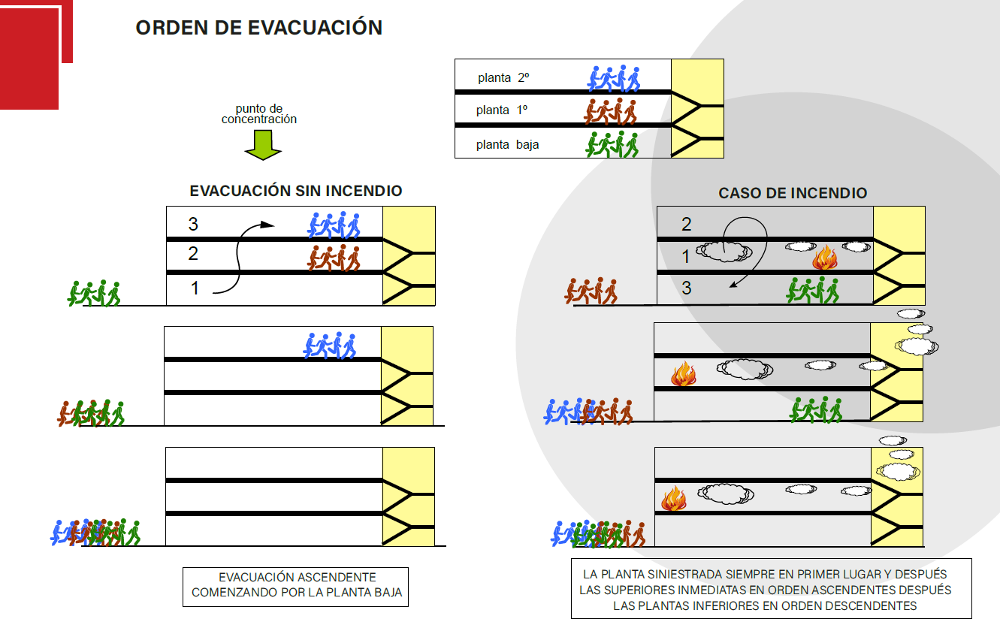 ORDEN DE EVACUACIÓN
planta 2º
planta 1º
planta baja
punto de
concentración
EVACUACIÓN SIN INCENDIO
3
2
1
EVACUACIÓN ASCENDENTE
COMENZANDO POR LA PLANTA BAJA
CASO DE INCENDIO
2
1
3
LA PLANTA SINIESTRADA SIEMPRE EN PRIMER LUGAR Y DESPUÉS
LAS SUPERIORES INMEDIATAS EN ORDEN ASCENDENTES DESPUÉS
LAS PLANTAS INFERIORES EN ORDEN DESCENDENTES